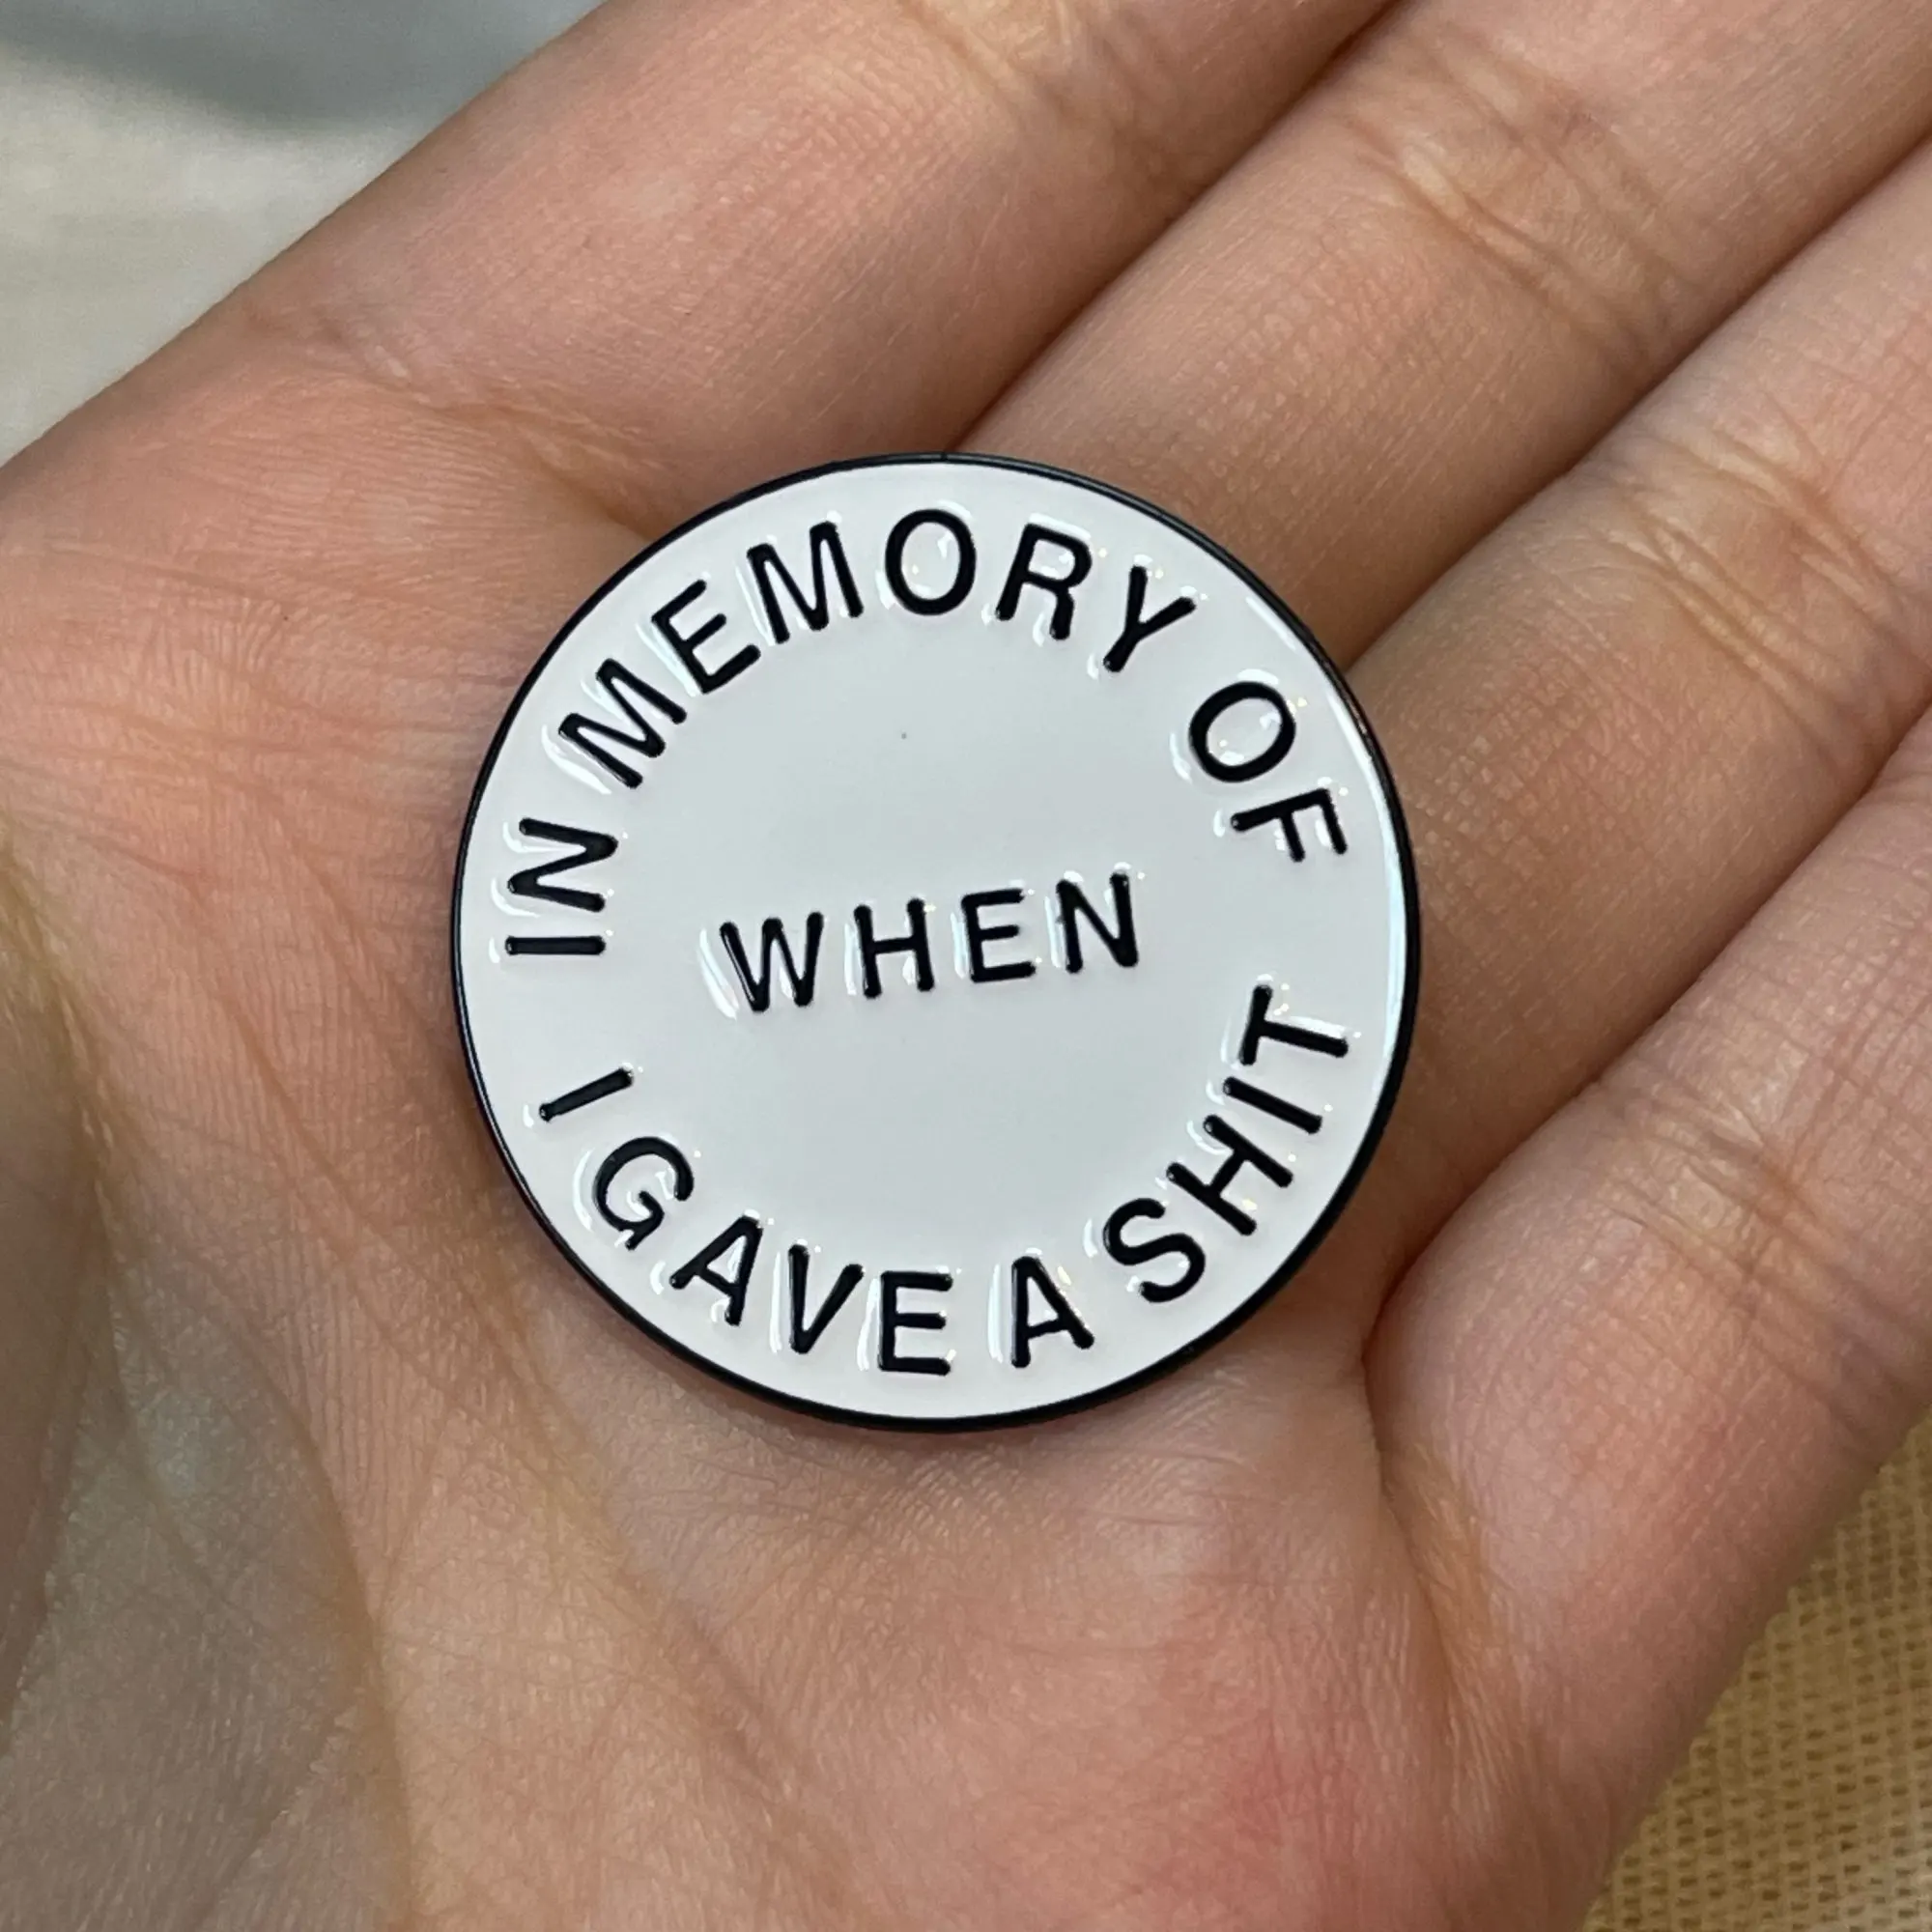 IN MEMORY OF
WHEN
I GAVE A SHIT